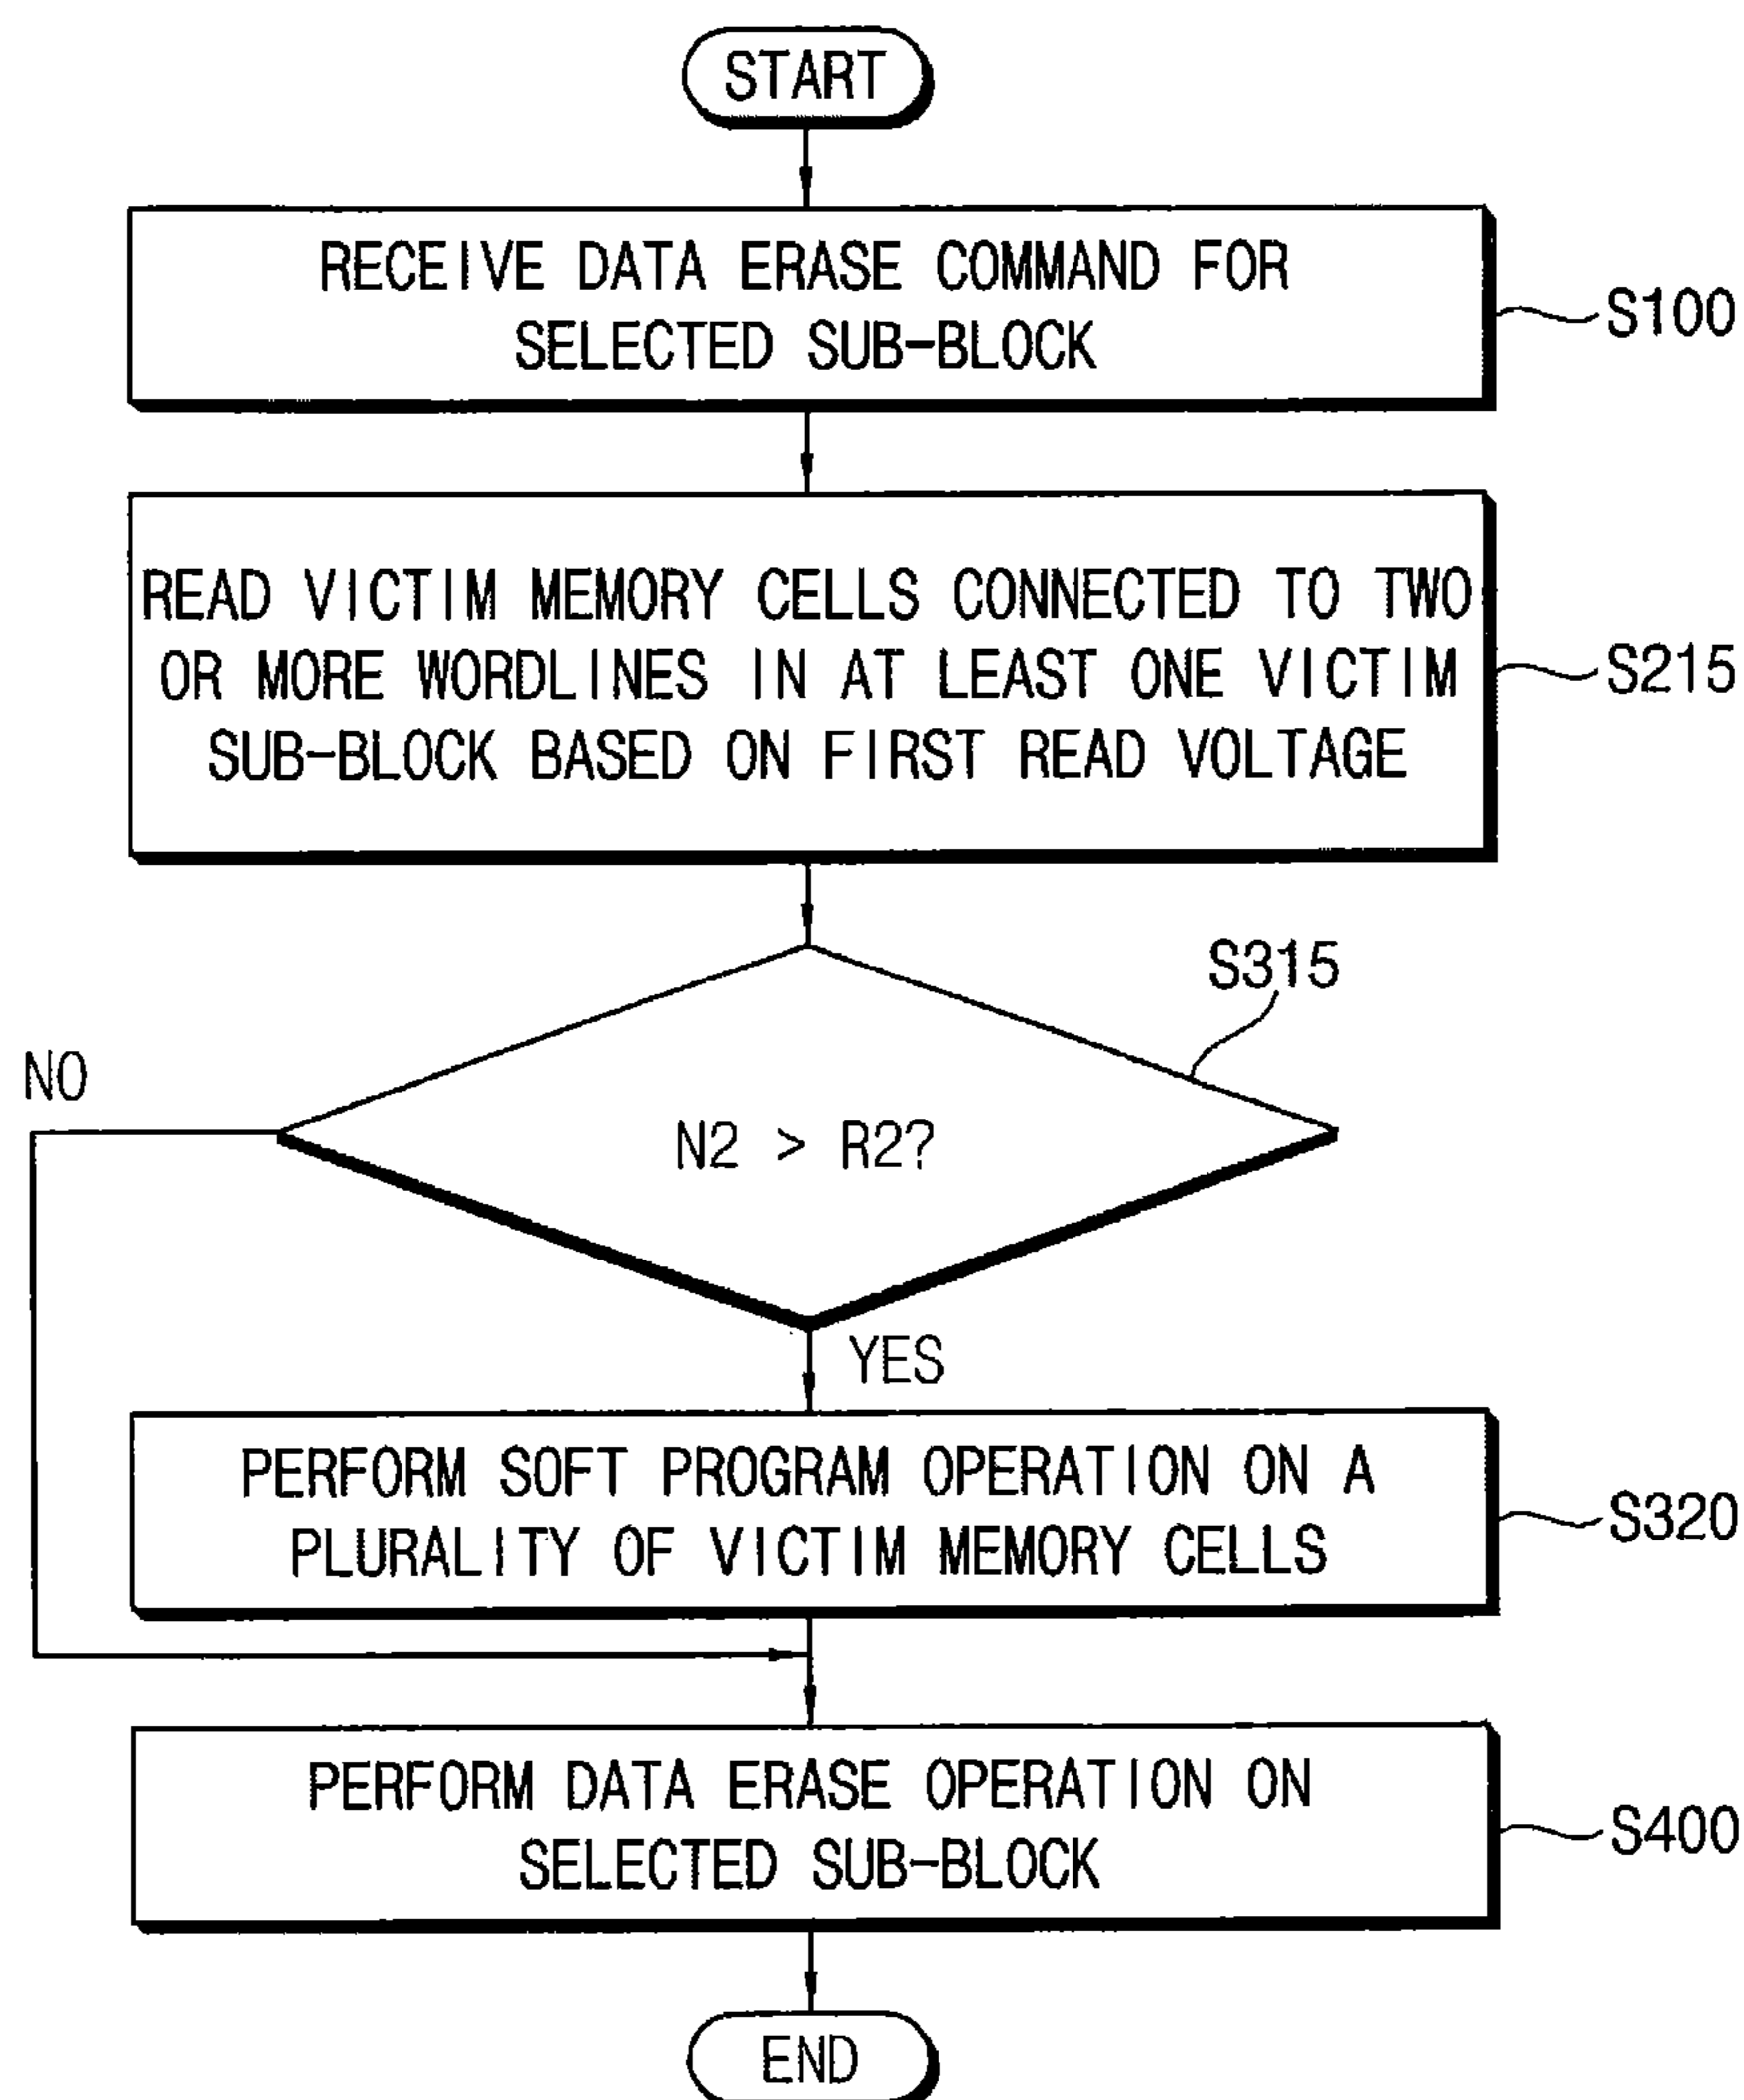 START
RECEIVE DATA ERASE COMMAND FOR
SELECTED SUB-BLOCK
S100
READ VICTIM MEMORY CELLS CONNECTED TO TWO
OR MORE WORDLINES IN AT LEAST ONE VICTIM
SUB-BLOCK BASED ON FIRST READ VOLTAGE
S215
S315
NO
N2 > R2?
YES
PERFORM SOFT PROGRAM OPERATION ON A
PLURALITY OF VICTIM MEMORY CELLS
S320
PERFORM DATA ERASE OPERATION ON
SELECTED SUB-BLOCK
S400
END